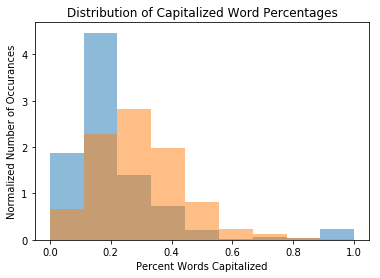 Distribution of Capitalized Word Percentages
Normalized Number of Occurances
4
3
2
1
0
0.0 0.2 0.4 0.6 0.8 1.0
Percent Words Capitalized